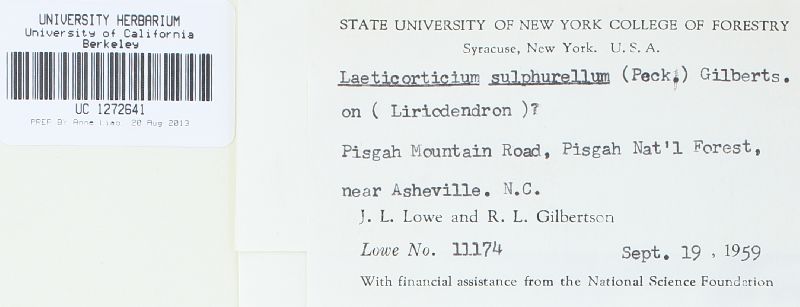 UNIVERSITY HERBARIUM
University of California
Berkeley
UC 1272641
PREP BY Anne Liao 20 Aug 2013
STATE UNIVERSITY OF NEW YORK COLLEGE OF FORESTRY
Syracuse, New York. U. S. A.
Laeticorticium sulphurellum (Peck.) Gilberts.
on ( Liriodendron )?
Pisgah Mountain Road, Pisgah Nat'l Forest,
near Asheville. N.C.
J. L. Lowe and R. L. Gilbertson
Lowe No. 11174 Sept. 19 , 1959
With financial assistance from the National Science Foundation